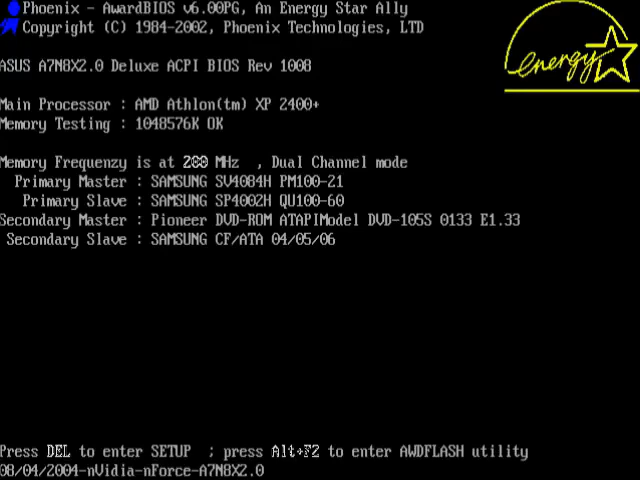 Phoenix - AwardBIOS v6.00PG, An Energy Star Ally
Copyright (C) 1984-2002, Phoenix Technologies, LTD
energy
ASUS A7N8X2.0 Deluxe ACPI BIOS Rev 1008
Main Processor : AMD Athlon(tm) XP 2400+
Memory Testing : 1048576K OK
Memory Frequenzy is at 200 MHz , Dual Channel mode
Primary Master : SAMSUNG SV4084H PM100-21
Primary Slave : SAMSUNG SP4002H QU100-60
Secondary Master : Pioneer DVD-ROM ATAPIModel DVD-105S 0133 E1.33
Secondary Slave : SAMSUNG CF/ATA 04/05/06
Press DEL to enter SETUP ; press Alt+F2 to enter AWDFLASH utility
08/04/2004-nVidia-nForce-A7N8X2.0